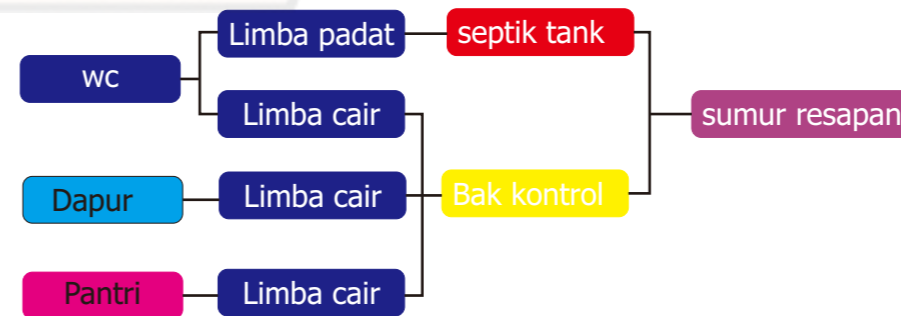 Limba padat
septik tank
wc
Limba cair
sumur resapan
Dapur
Limba cair
Bak kontrol
Pantri
Limba cair